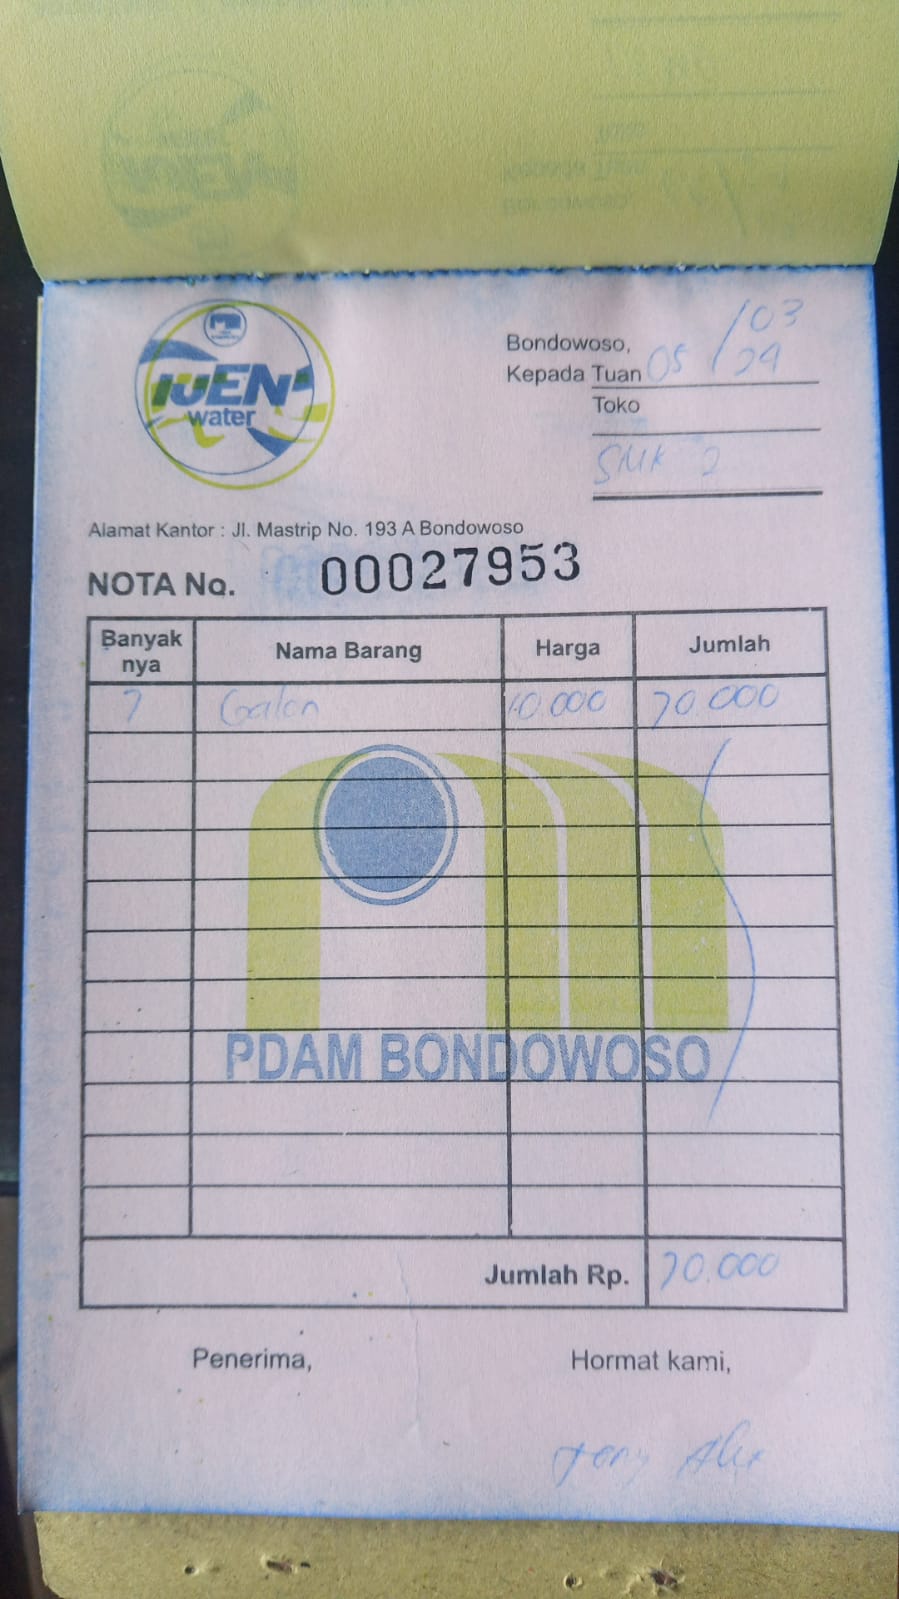 IJEN
water
Bondowoso, 05/03
Kepada Tuan 24
Toko
SMK 2
Alamat Kantor : Jl. Mastrip No. 193 A Bondowoso
NOTA No. 00027953
Banyak nya Nama Barang Harga Jumlah
7 Galon 10.000 70.000
PDAM BONDOWOSO
Jumlah Rp. 70.000
Penerima, Hormat kami,